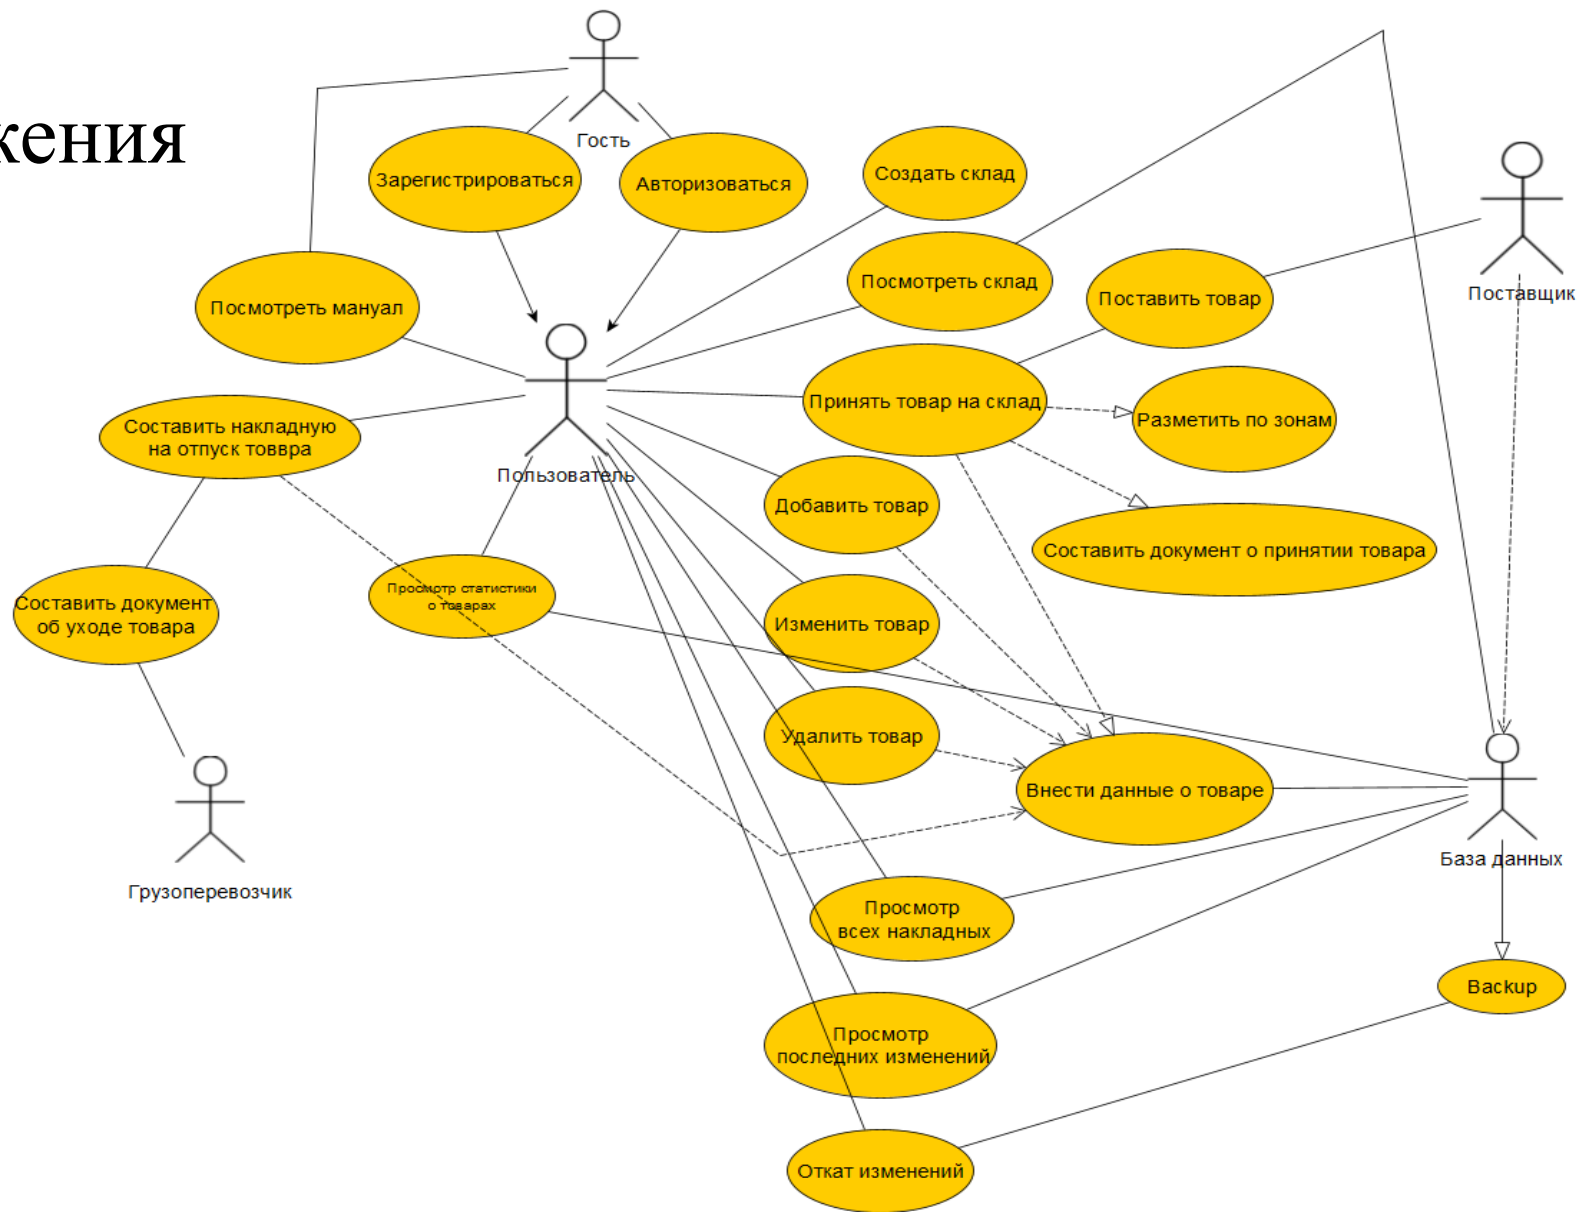 жения
Гость
Зарегистрироваться
Авторизоваться
Создать склад
Посмотреть склад
Посмотреть мануал
Поставить товар
Поставщик
Принять товар на склад
Разметить по зонам
Составить накладную
на отпуск товвра
Пользователь
Добавить товар
Составить документ о принятии товара
Просмотр статистики
о товарах
Составить документ
об уходе товара
Изменить товар
Удалить товар
Внести данные о товаре
База данных
Грузоперевозчик
Просмотр
всех накладных
Backup
Просмотр
последних изменений
Откат изменений